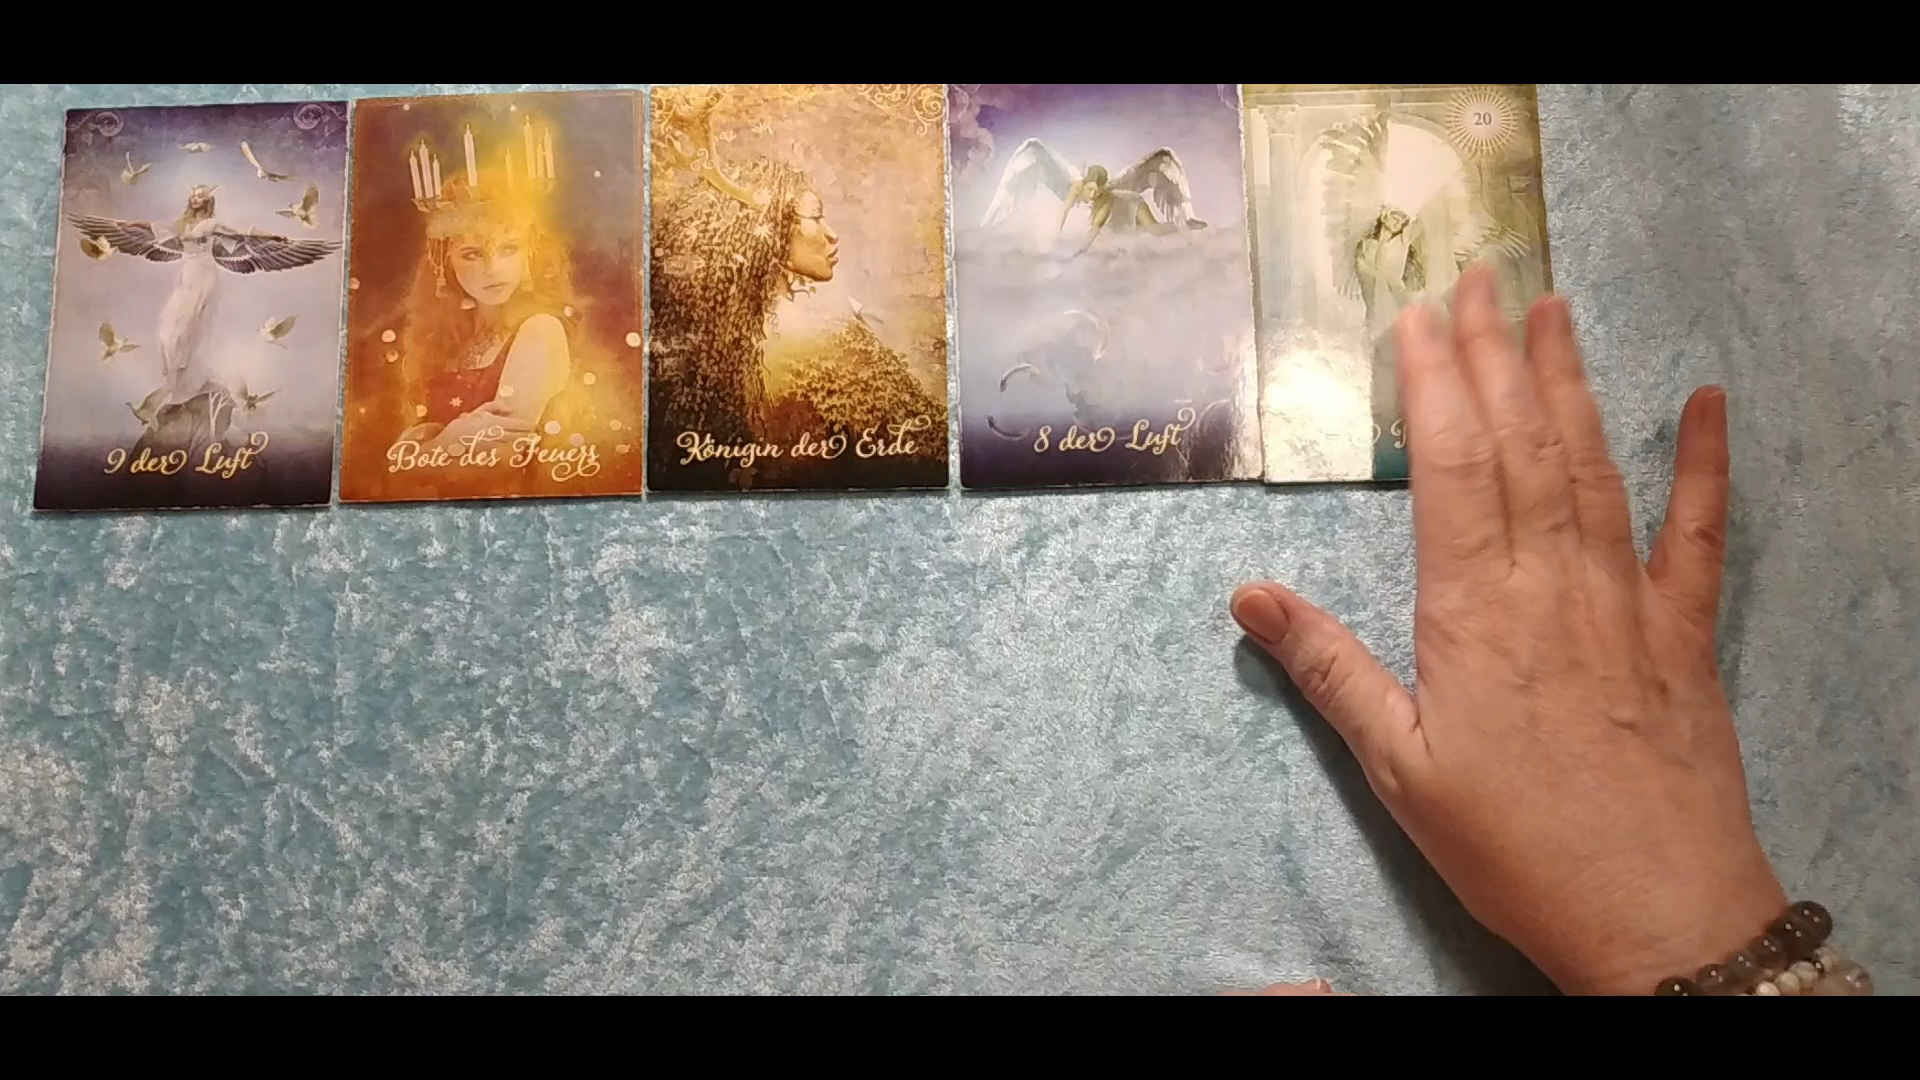 9 der Luft
Bote des Feuers
Königin der Erde
8 der Luft
20